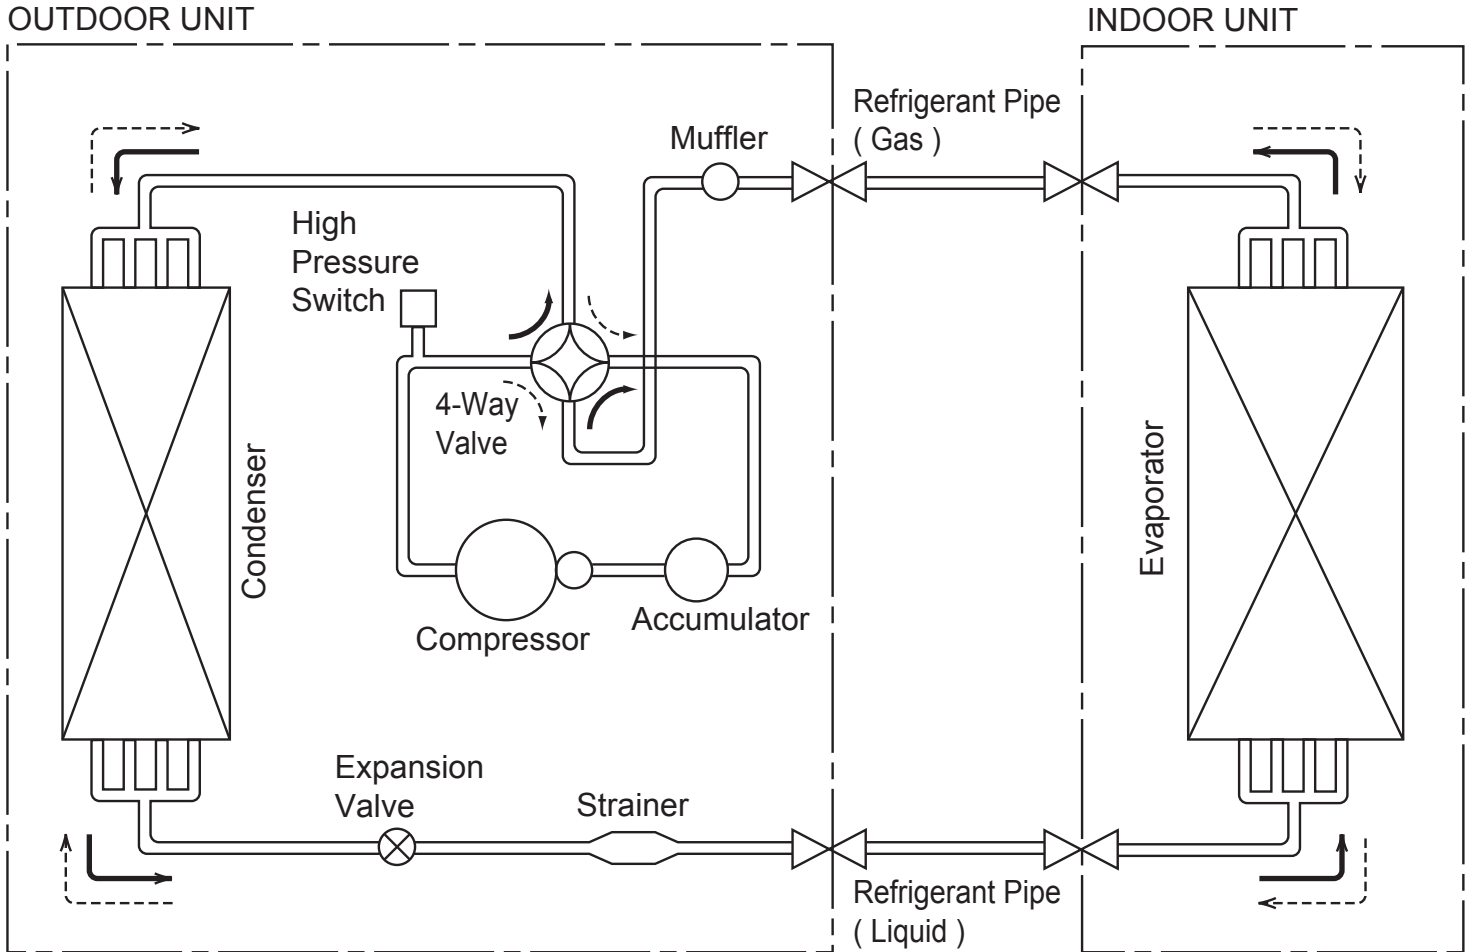 OUTDOOR UNIT
INDOOR UNIT
Refrigerant Pipe
( Gas )
Muffler
High
Pressure
Switch
4-Way
Valve
Condenser
Evaporator
Compressor
Accumulator
Expansion
Valve
Strainer
Refrigerant Pipe
( Liquid )